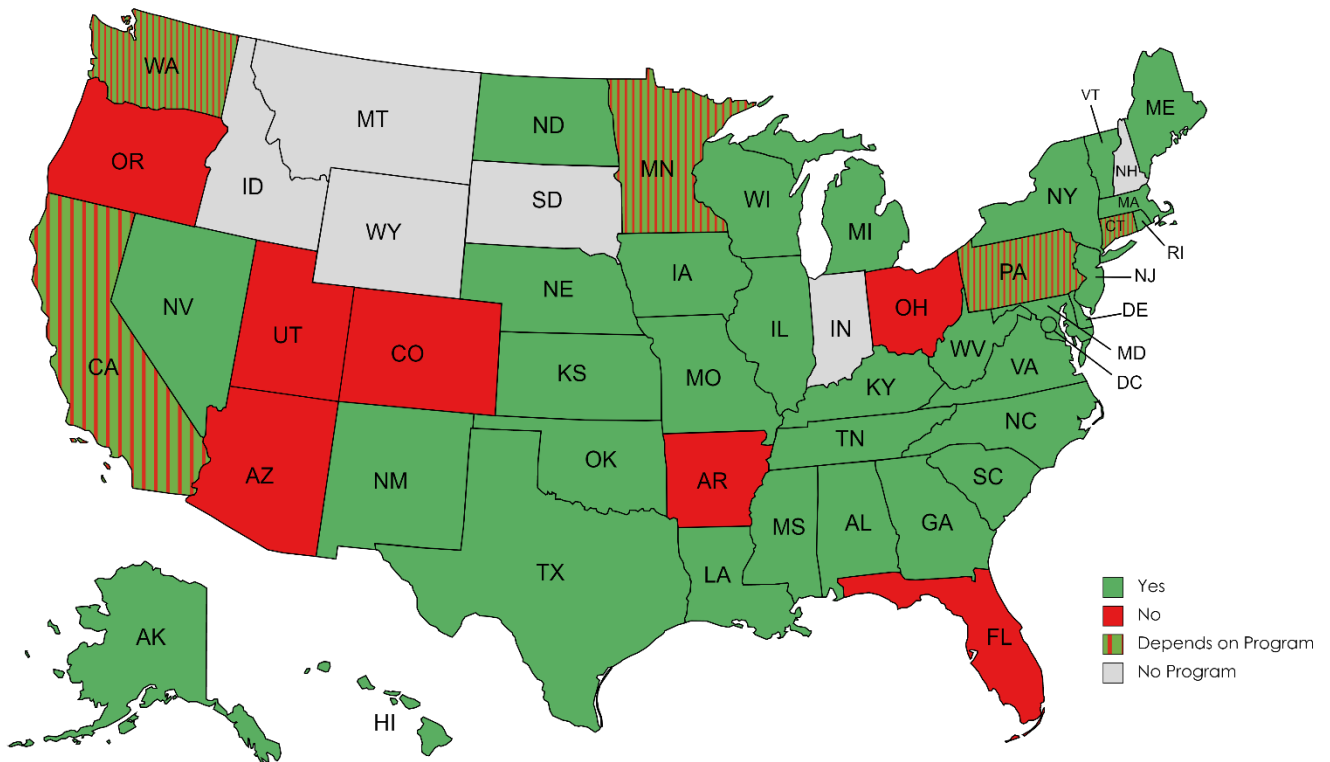 WA
OR
CA
NV
ID
MT
WY
UT
CO
AZ
NM
ND
SD
NE
KS
OK
TX
MN
IA
MO
AR
LA
WI
IL
MI
IN
OH
KY
TN
MS
AL
GA
FL
SC
NC
VA
WV
PA
NY
VT
NH
ME
MA
CT
RI
NJ
DE
MD
DC
AK
HI
Yes
No
Depends on Program
No Program